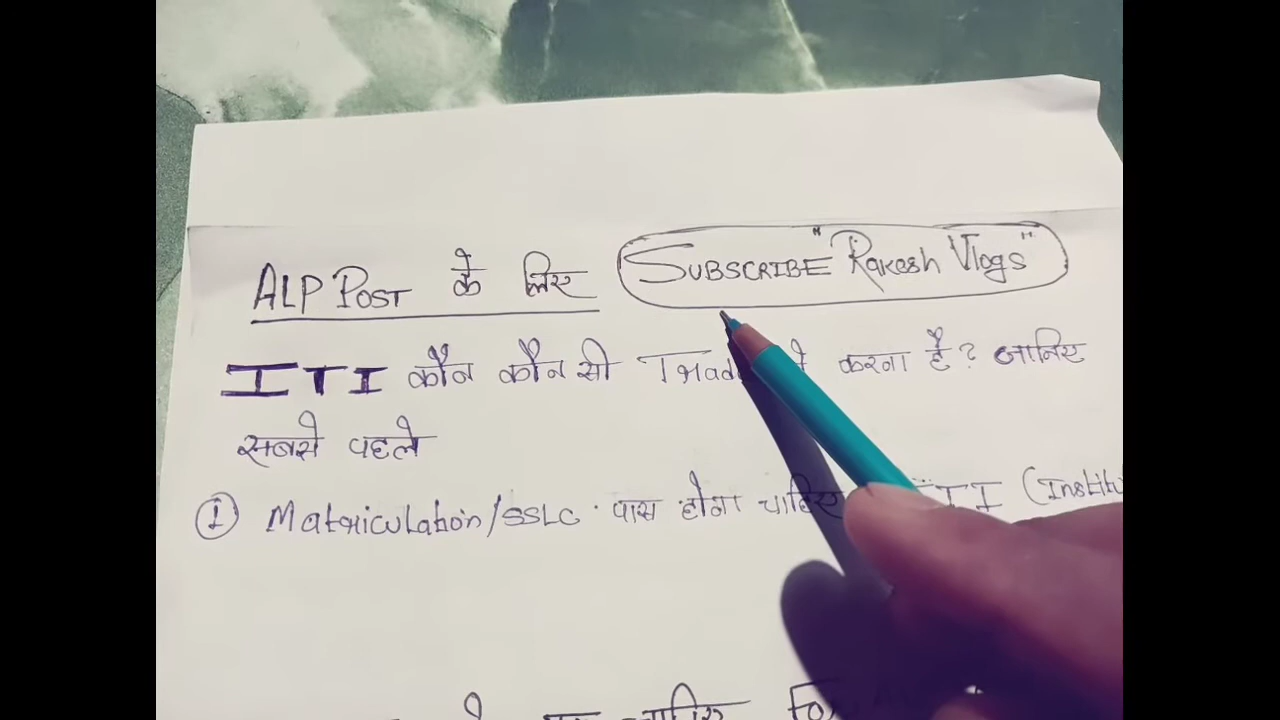 ALP POST के लिए SUBSCRIBE "Rakesh Vlogs"
ITI कौन कौन सी से करना है? जानिए
सबसे पहले
① Matriculation/SSLC पास होना चाहिए